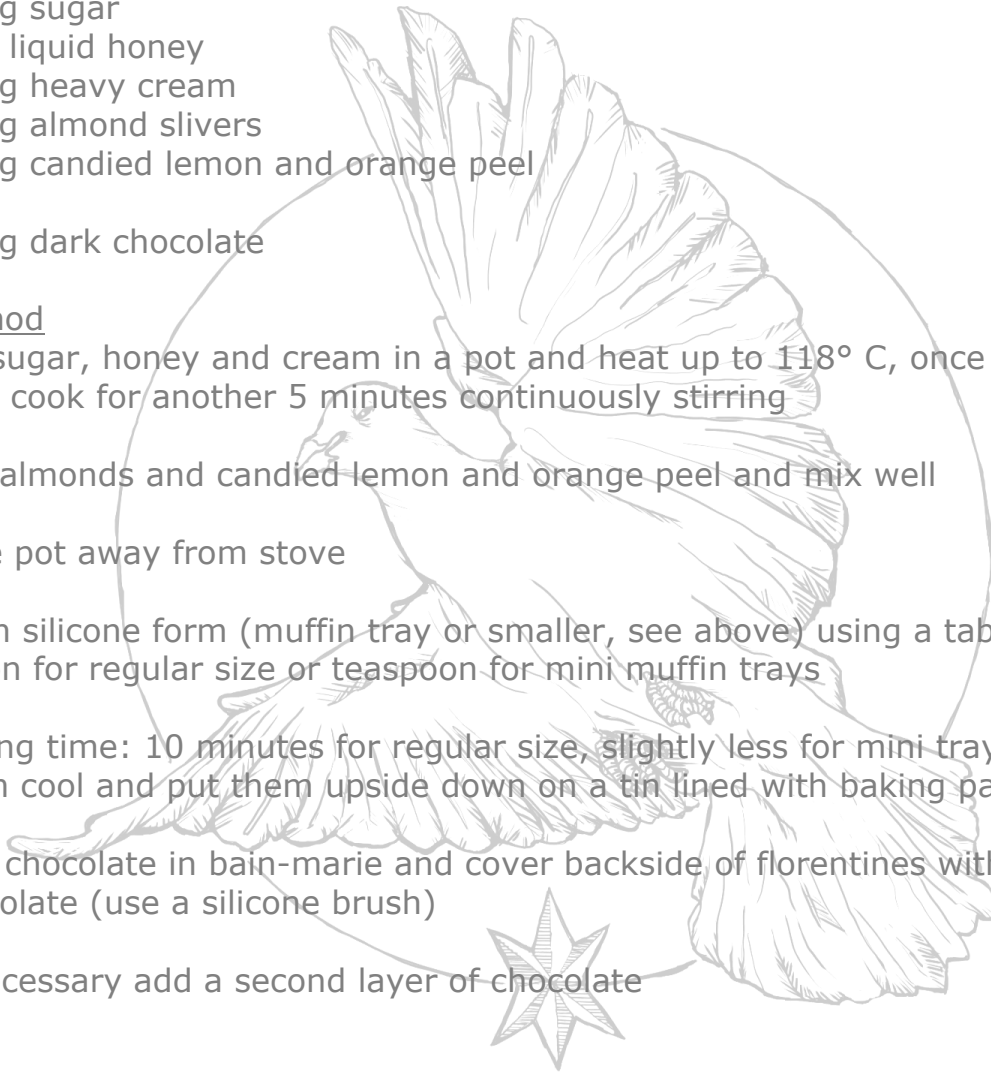 g sugar
liquid honey
g heavy cream
g almond slivers
g candied lemon and orange peel
g dark chocolate
nod
sugar, honey and cream in a pot and heat up to 118° C, once
cook for another 5 minutes continuously stirring
almonds and candied lemon and orange peel and mix well
pot away from stove
silicone form (muffin tray or smaller, see above) using a tab
n for regular size or teaspoon for mini muffin trays
ng time: 10 minutes for regular size, slightly less for mini tray
cool and put them upside down on a tin lined with baking pa
chocolate in bain-marie and cover backside of florentines with
olate (use a silicone brush)
cessary add a second layer of chocolate